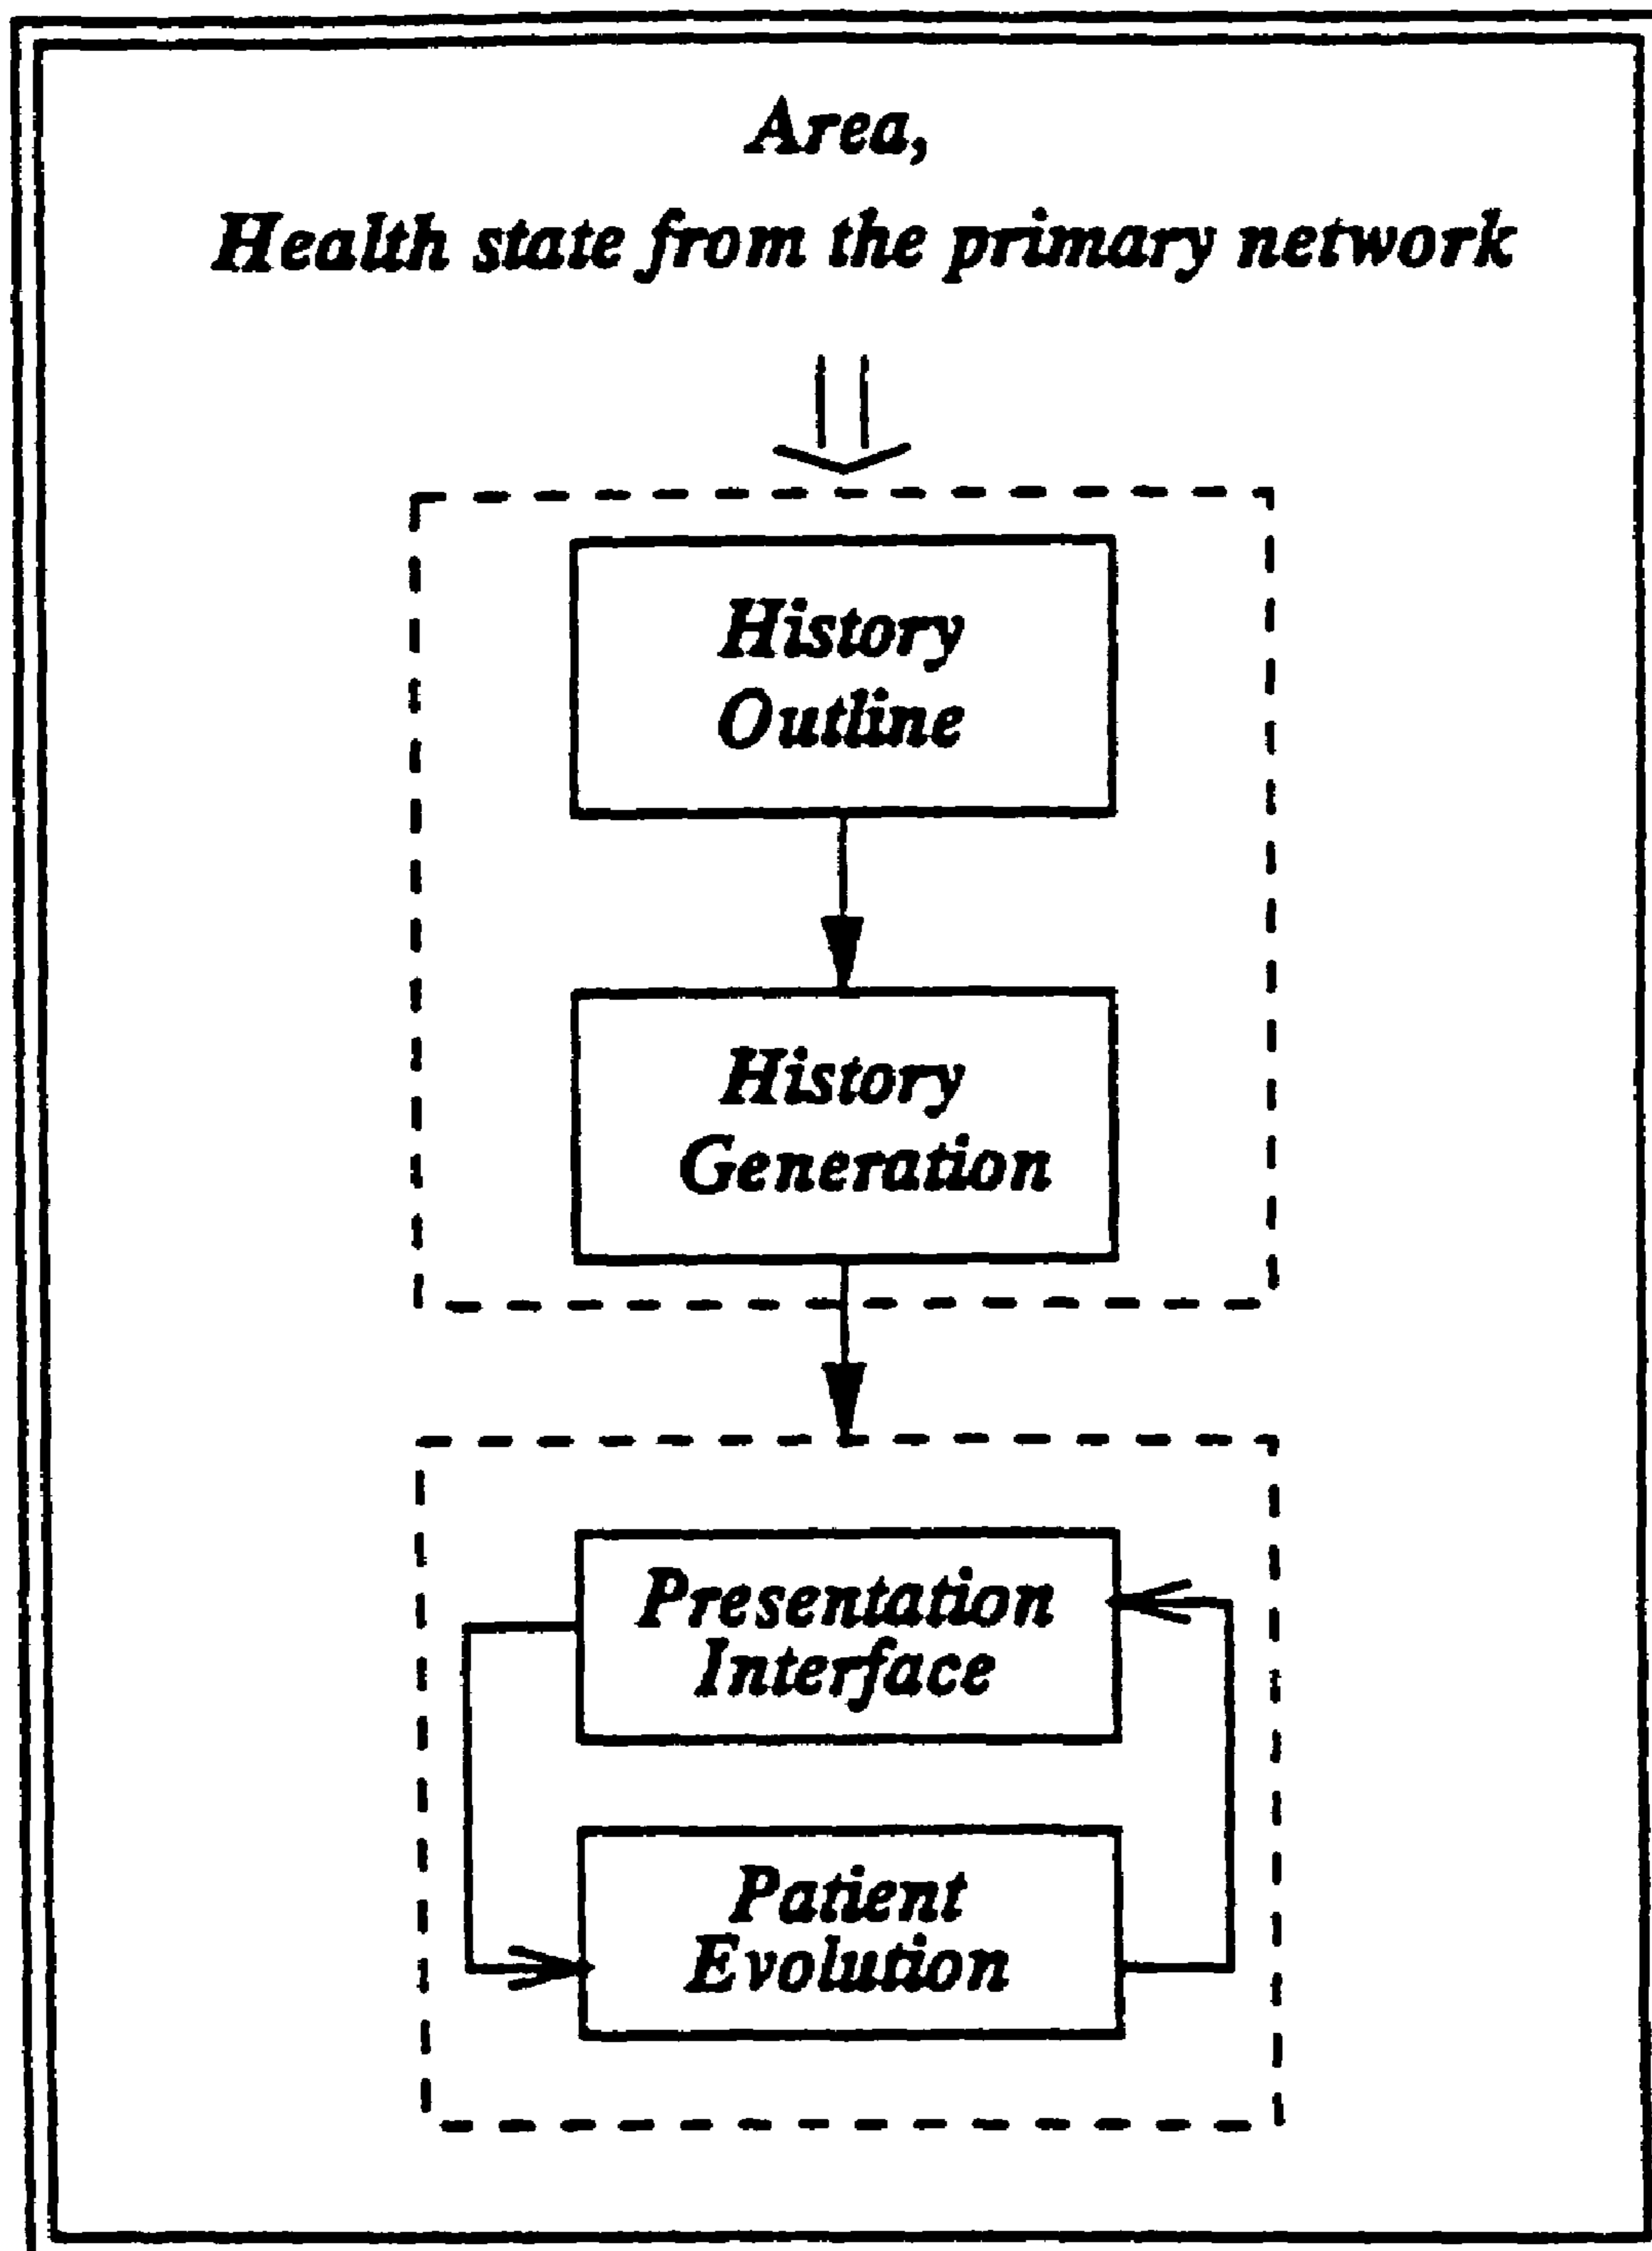 Area,
Health state from the primary network
History
Outline
History
Generation
Presentation
Interface
Patient
Evolution